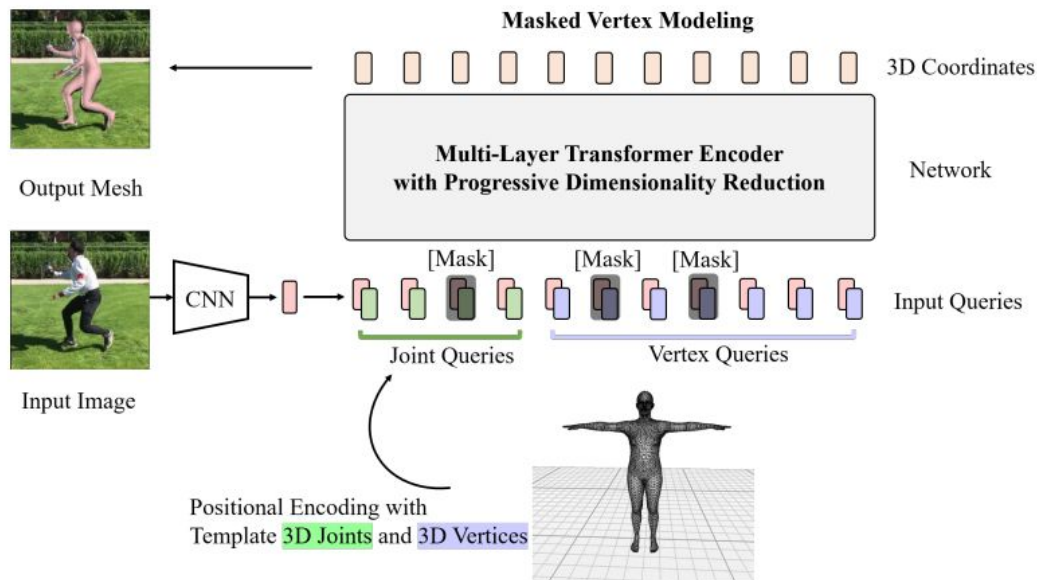 Masked Vertex Modeling
3D Coordinates
Multi-Layer Transformer Encoder
with Progressive Dimensionality Reduction
Network
Output Mesh
[Mask] [Mask] [Mask]
CNN
Input Queries
Joint Queries
Vertex Queries
Input Image
Positional Encoding with
Template 3D Joints and 3D Vertices